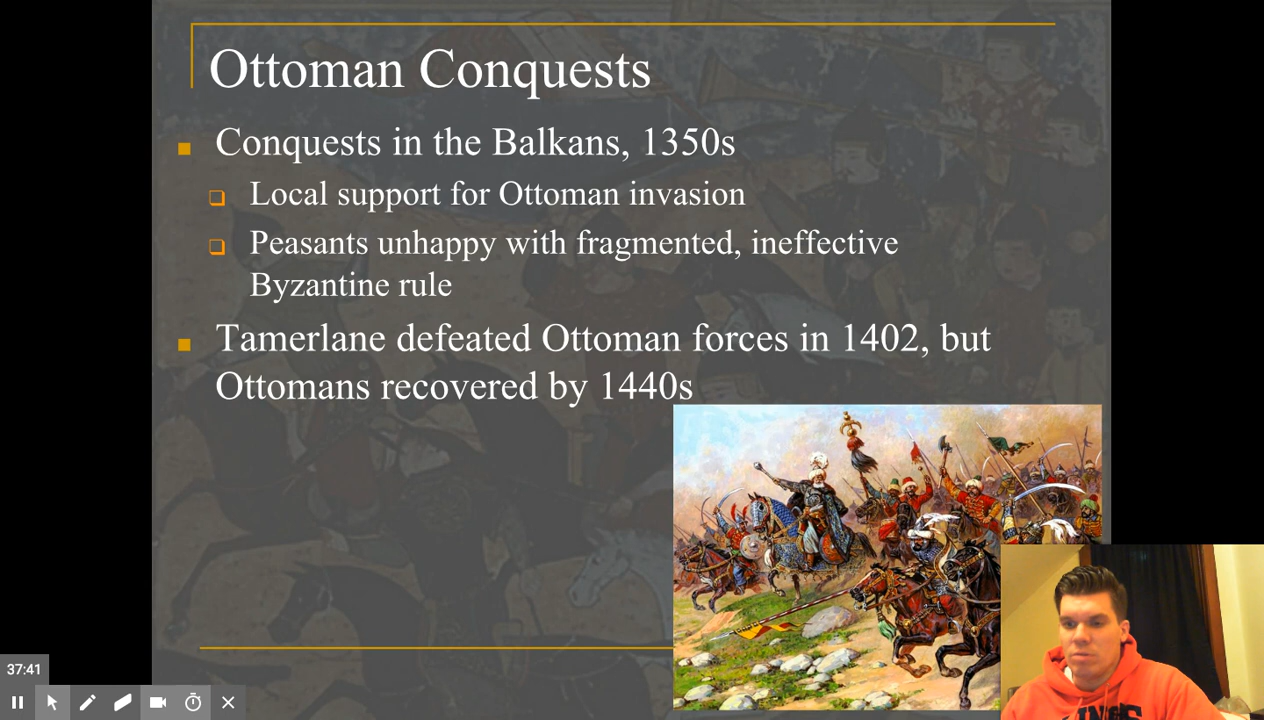 Ottoman Conquests
Conquests in the Balkans, 1350s
Local support for Ottoman invasion
Peasants unhappy with fragmented, ineffective
Byzantine rule
Tamerlane defeated Ottoman forces in 1402, but
Ottomans recovered by 1440s
37:41